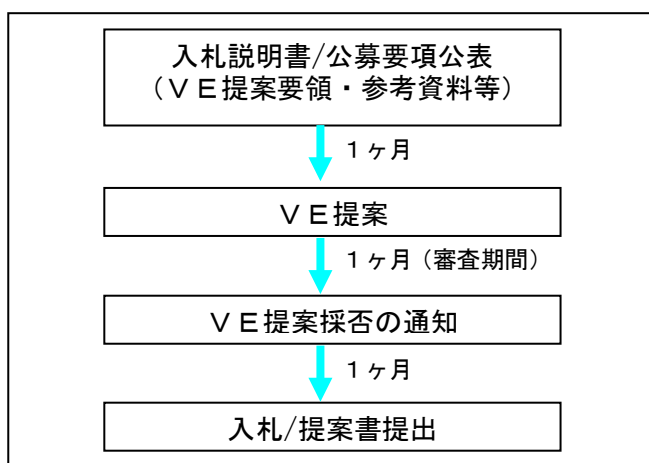 入札説明書/公募要項公表
（ＶＥ提案要領・参考資料等）
１ヶ月
ＶＥ提案
１ヶ月（審査期間）
ＶＥ提案採否の通知
１ヶ月
入札/提案書提出